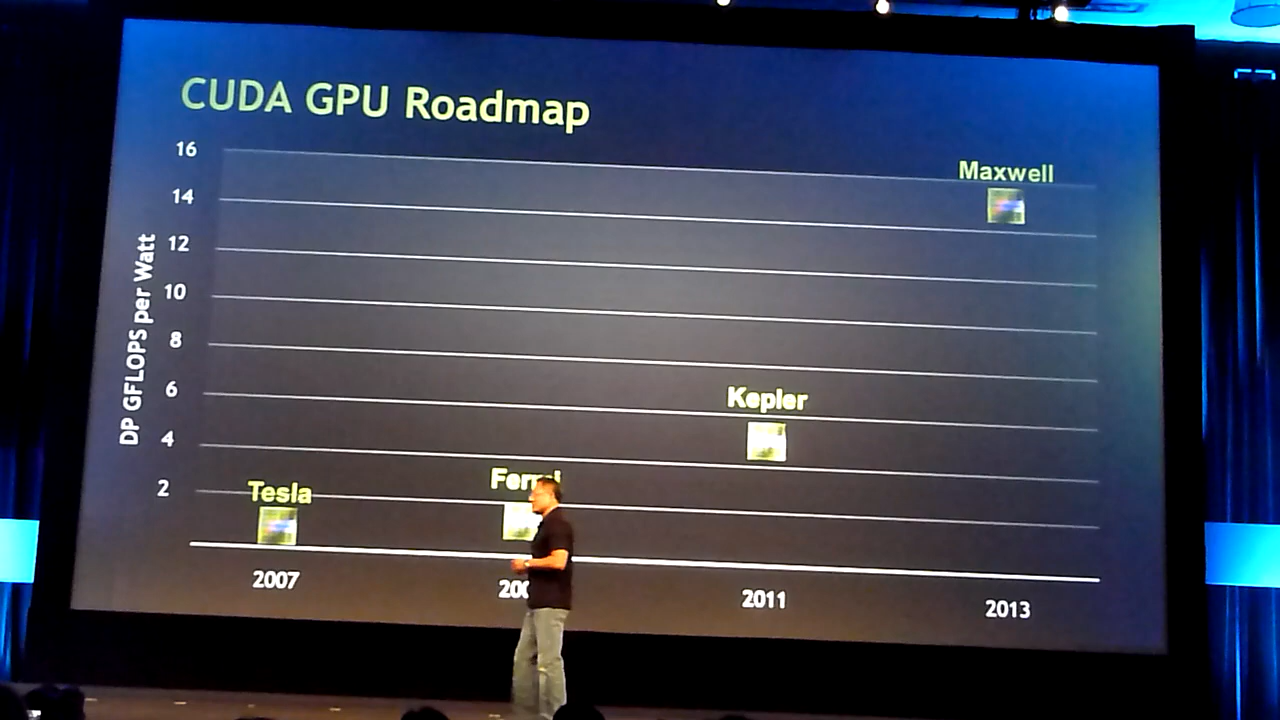 CUDA GPU Roadmap
16
14
12
10
8
6
4
2
DP GFLOPS per Watt
Maxwell
Kepler
Tesla
2007
2011
2013